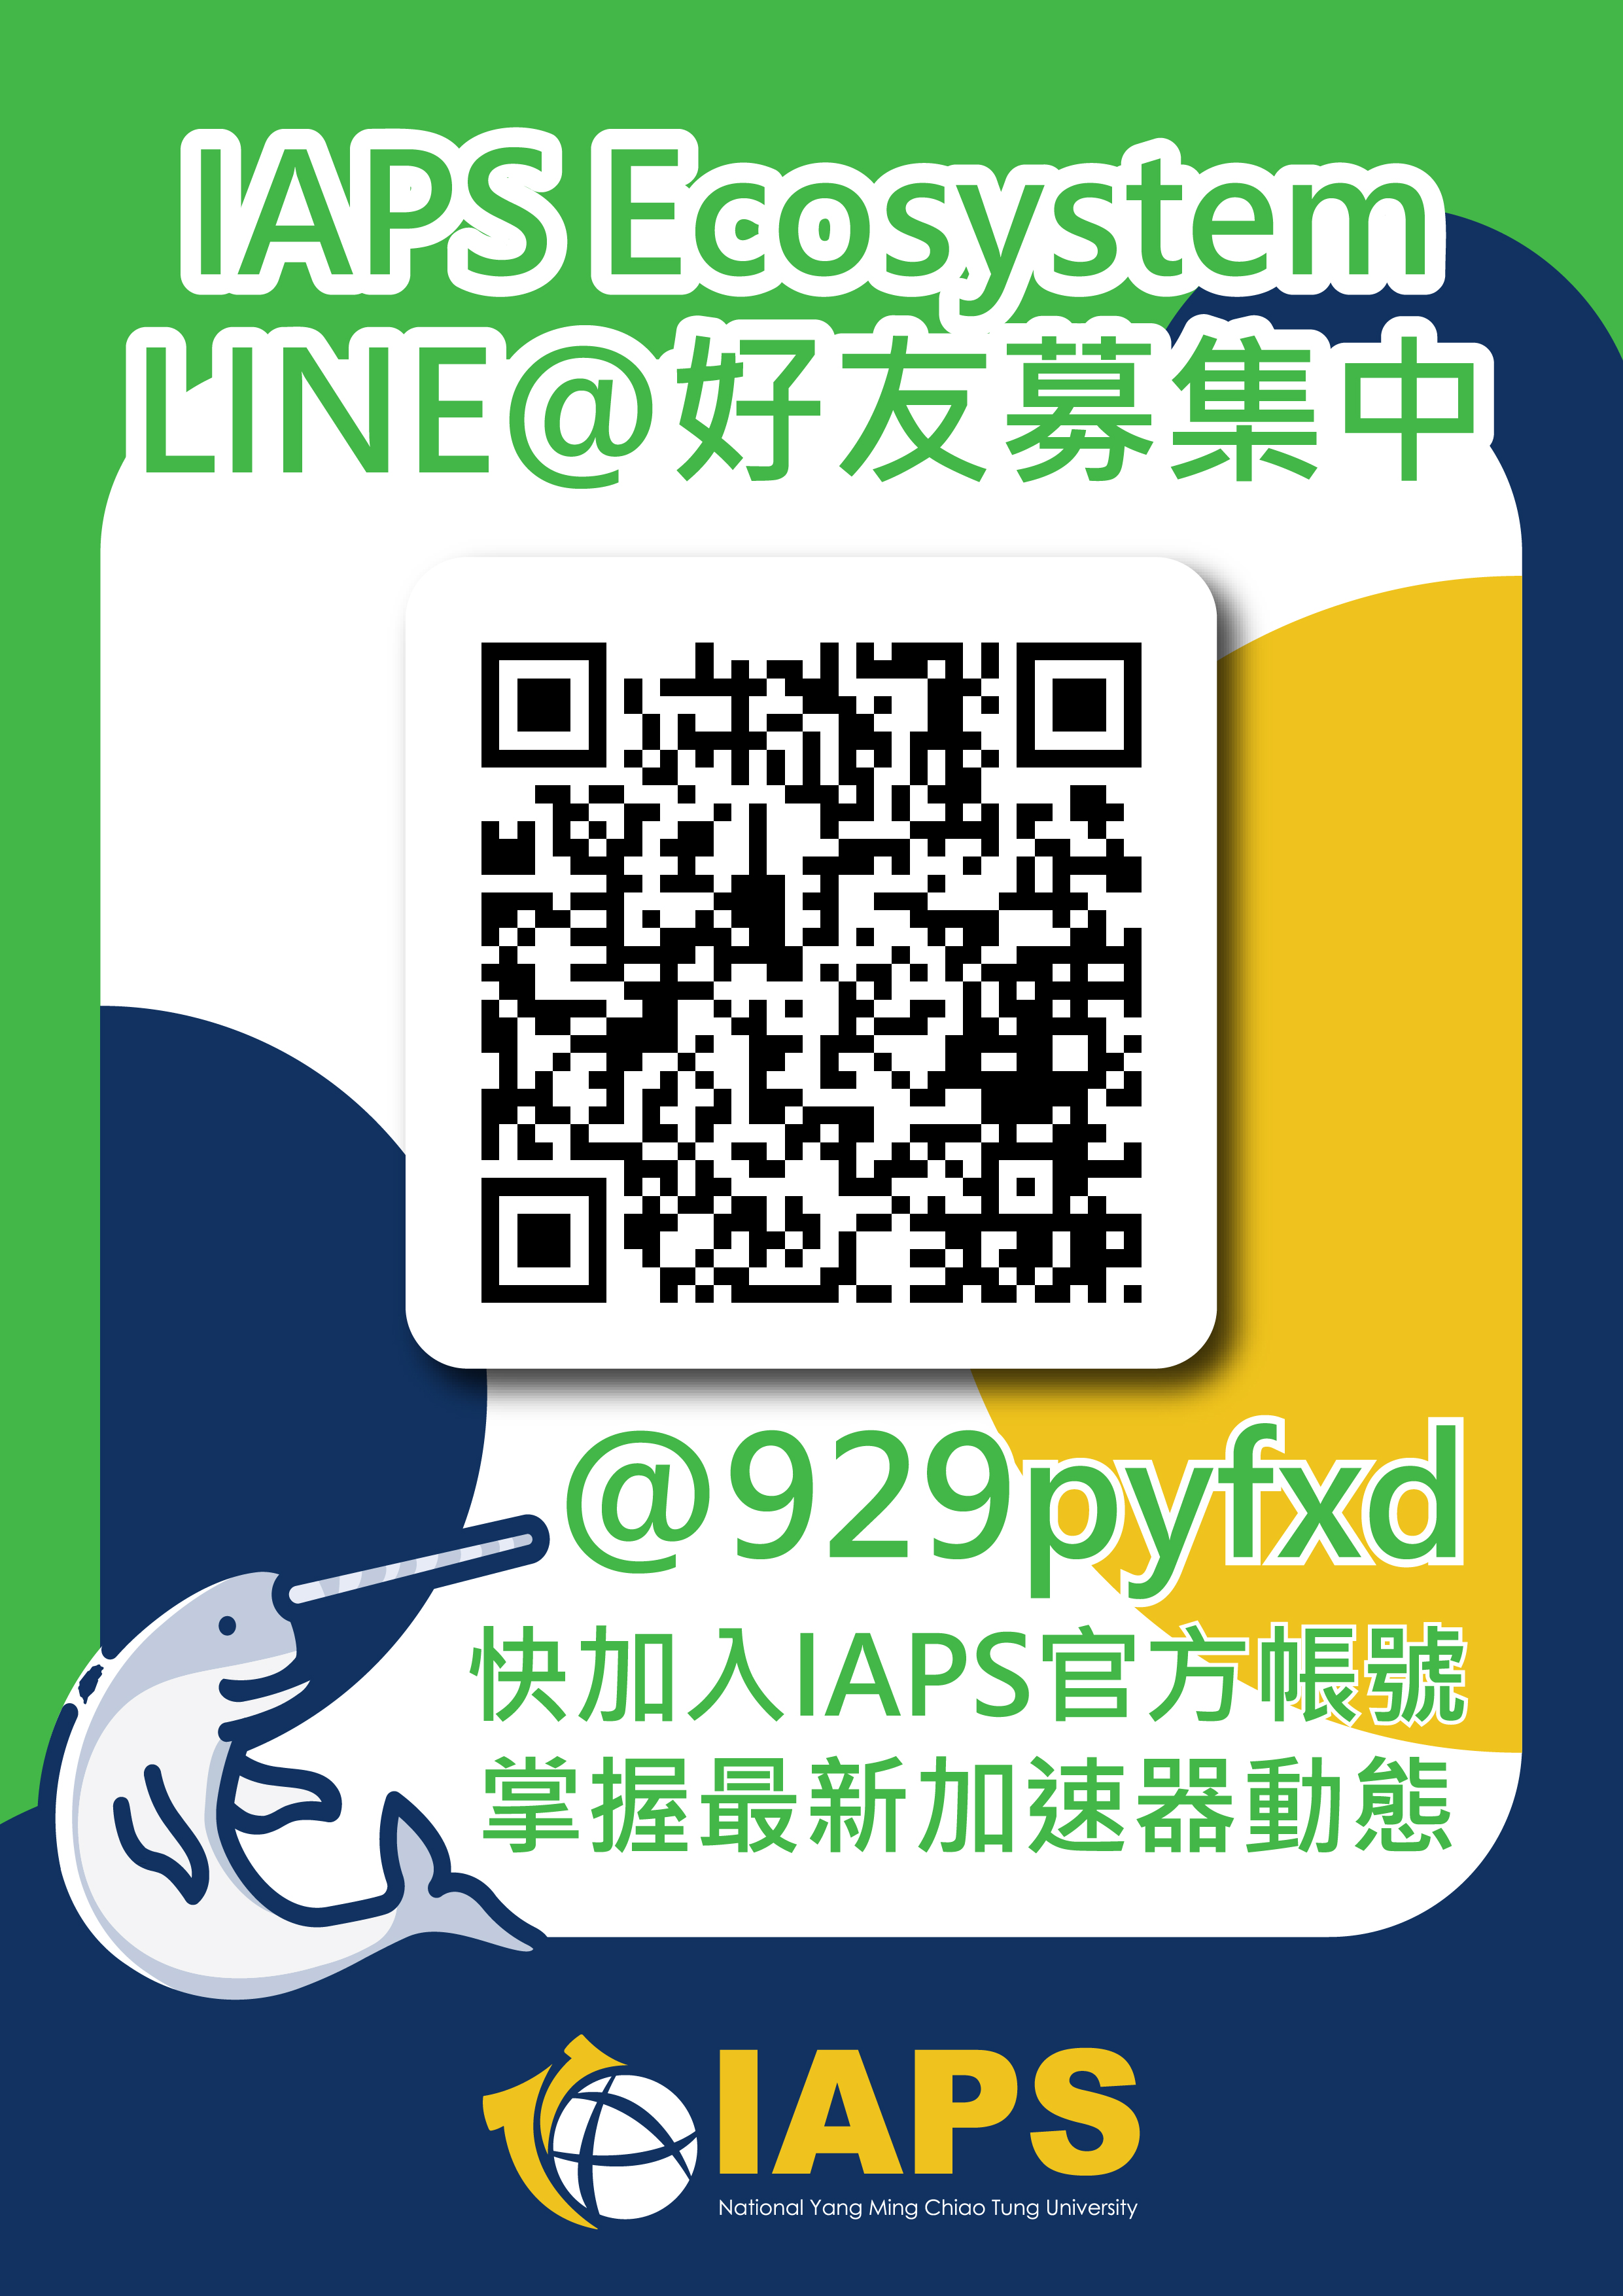 IAPS Ecosystem
LINE@好友募集中
@929pyfxd
快加入IAPS官方帳號
掌握最新加速器動態
IAPS
National Yang Ming Chiao Tung University